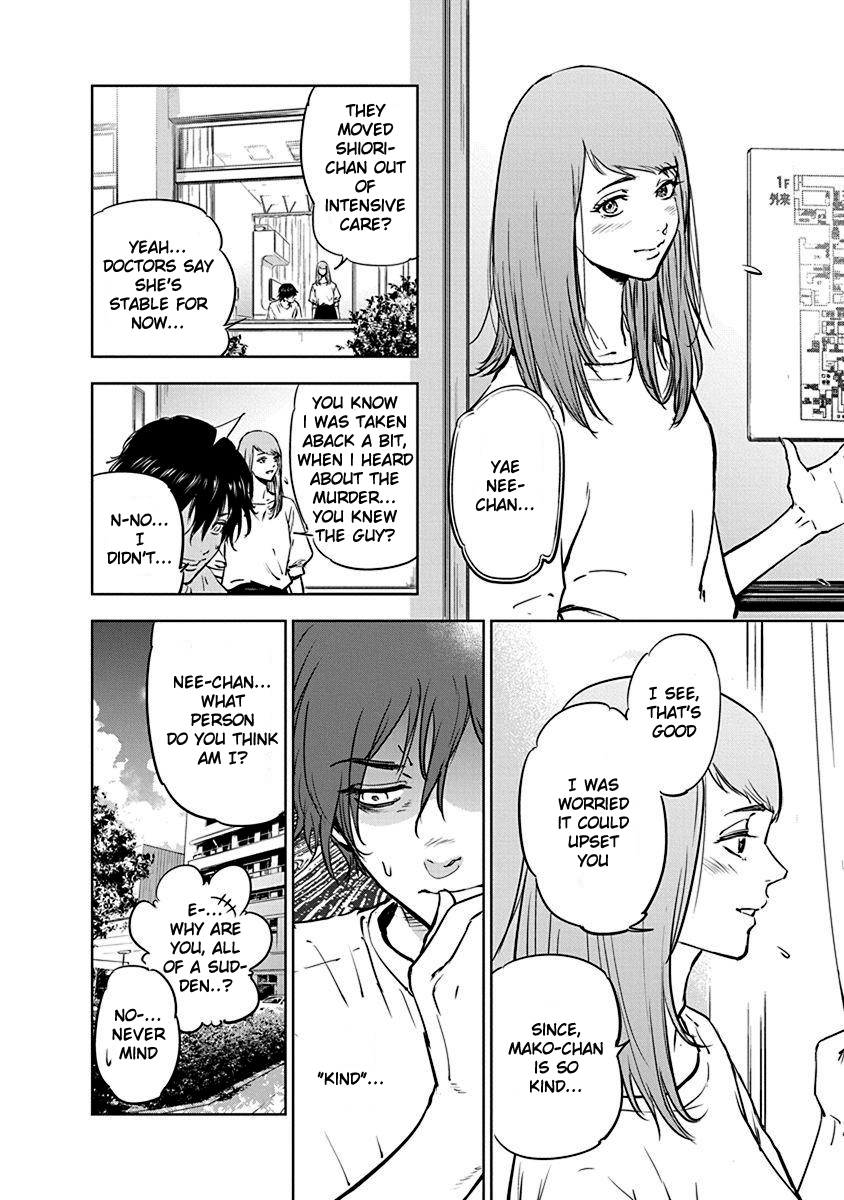 YAE
NEE-
CHAN...
1F
外来
THEY
MOVED
SHIORI-
CHAN OUT
OF
INTENSIVE
CARE?
YEAH...
DOCTORS SAY
SHE'S
STABLE FOR
NOW...
YOU KNOW
I WAS TAKEN
ABACK A BIT,
WHEN I HEARD
ABOUT THE
MURDER...
YOU KNEW
THE GUY?
N-NO...
I
DIDN'T...
I SEE,
THAT'S
GOOD
I WAS
WORRIED
IT COULD
UPSET
YOU
SINCE,
MAKO-CHAN
IS SO
KIND...
"KIND"...
NEE-CHAN...
WHAT
PERSON
DO YOU THINK
AM I?
E-...
WHY ARE
YOU, ALL
OF A SUD-
DEN..?
NO-...
NEVER
MIND